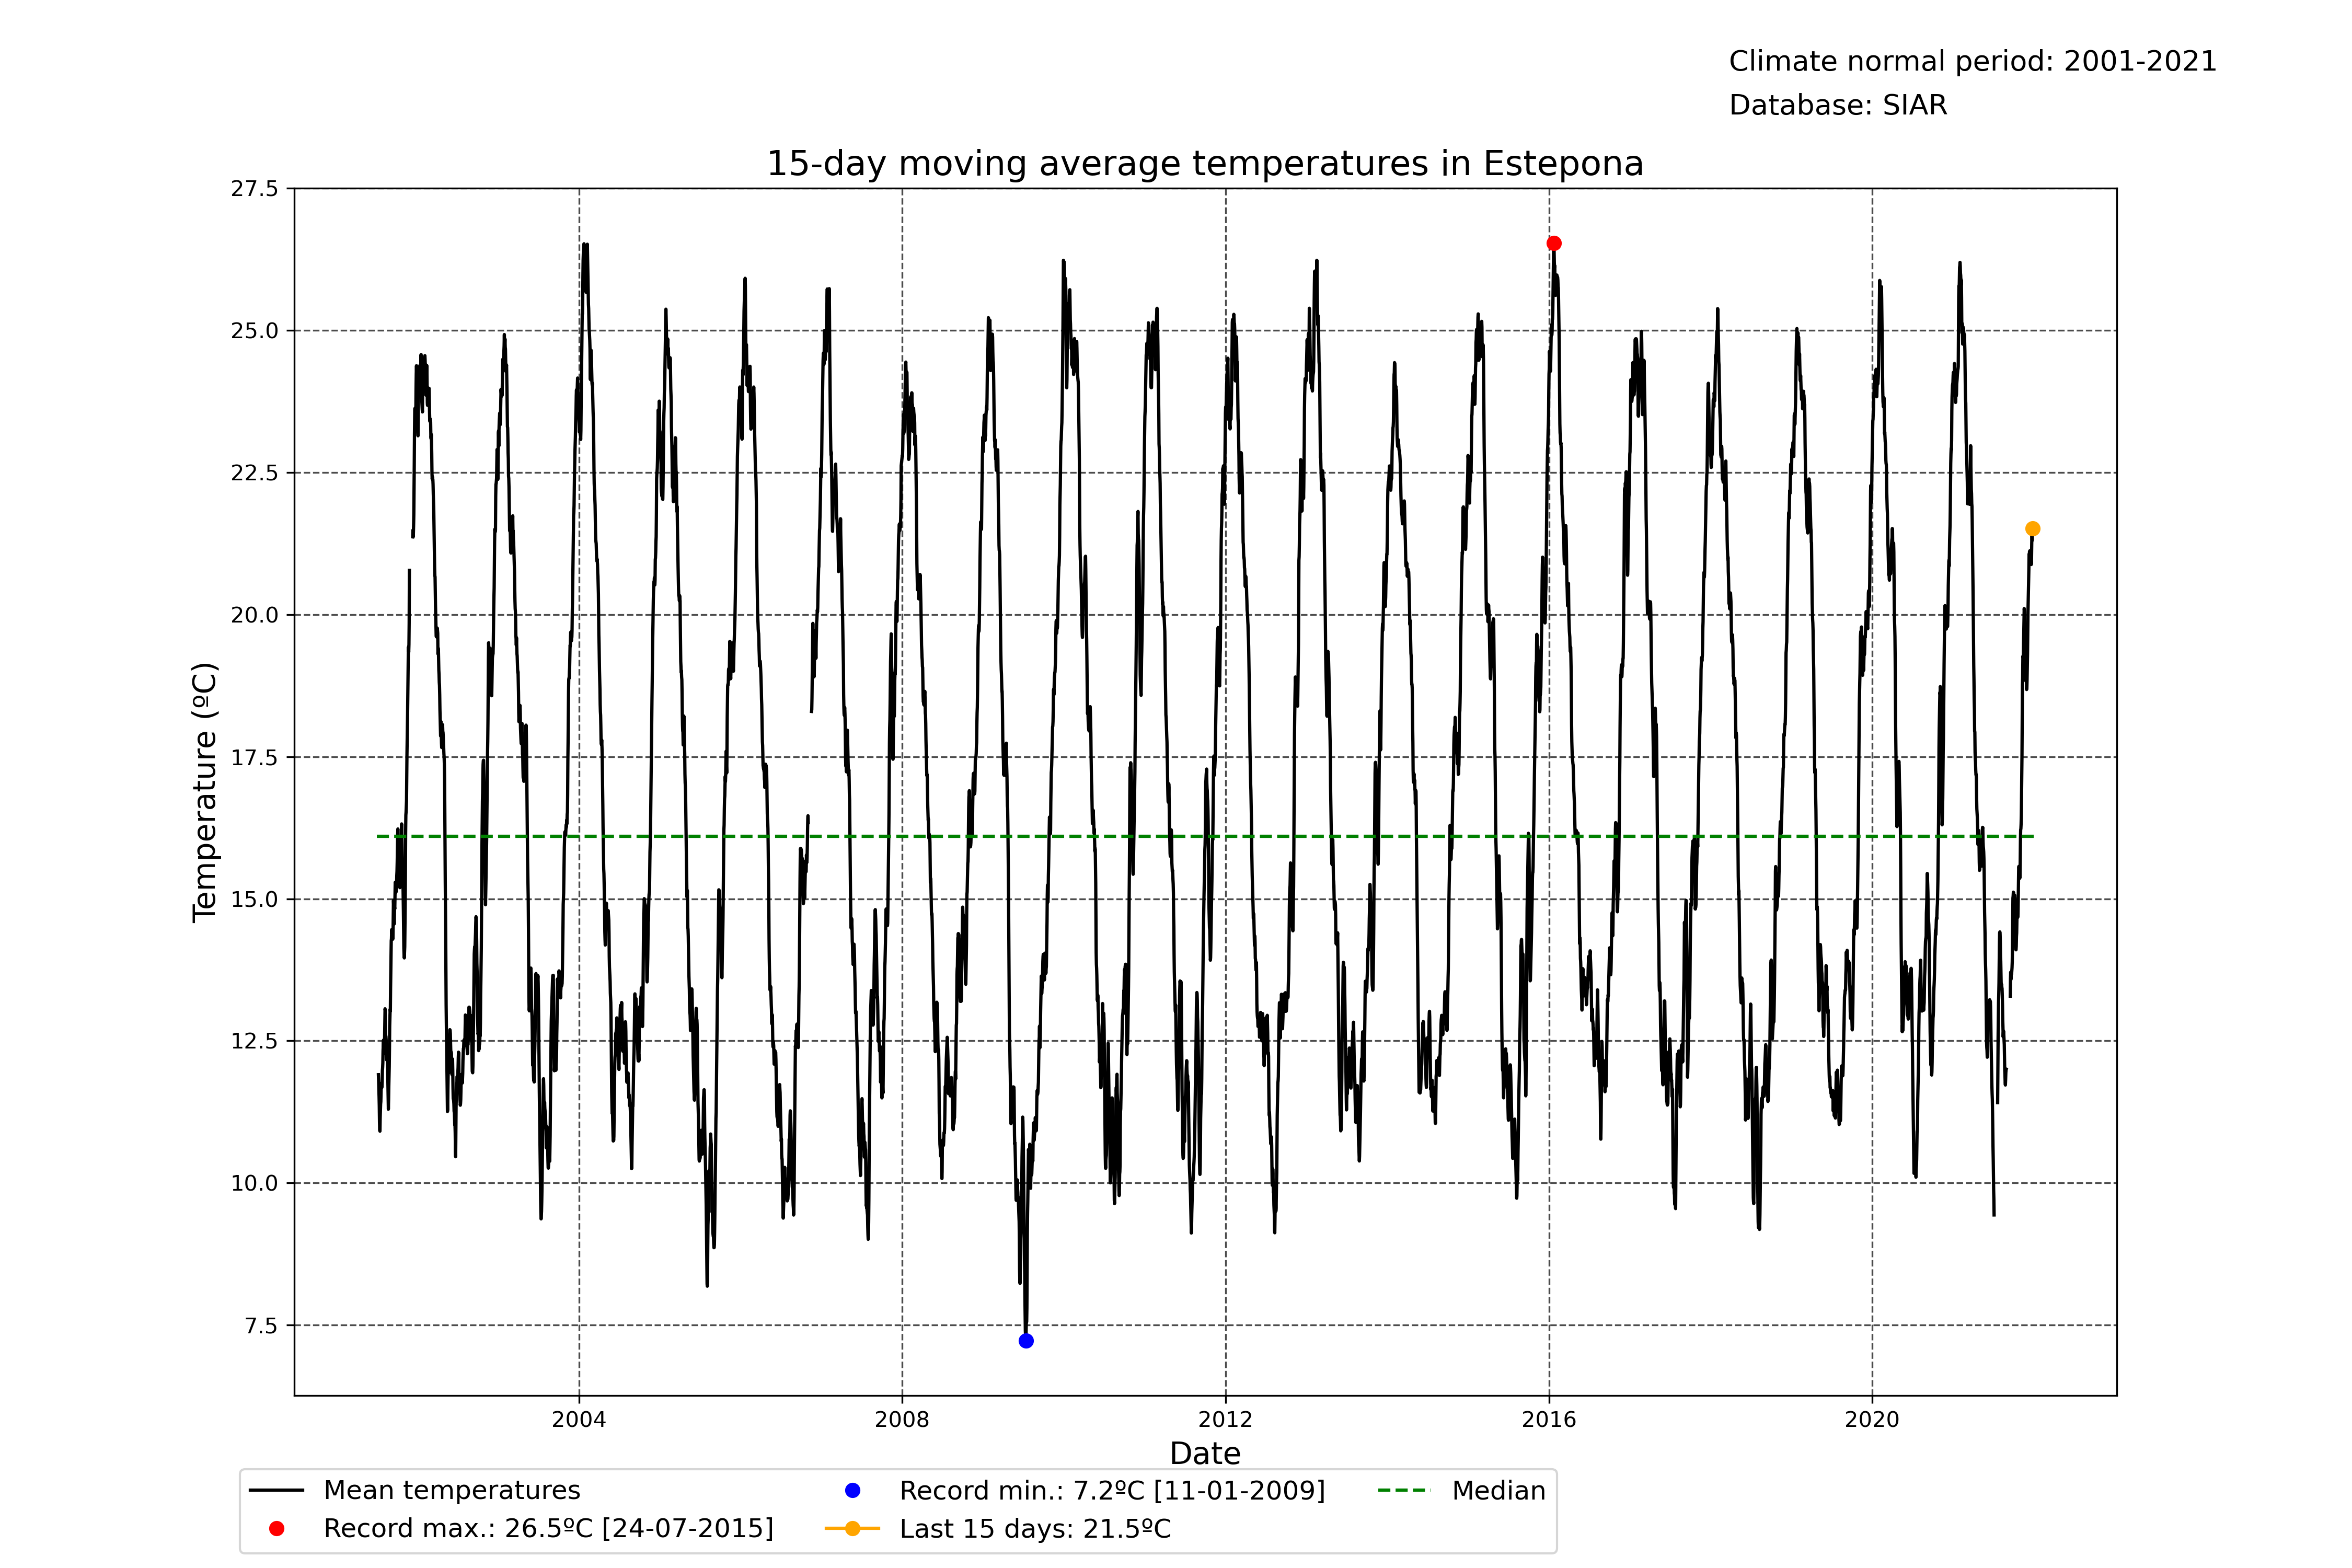 Climate normal period: 2001-2021
Database: SIAR
15-day moving average temperatures in Estepona
27.5
25.0
22.5
20.0
17.5
15.0
12.5
10.0
7.5
Temperature (ºC)
2004 2008 2012 2016 2020
Date
Mean temperatures
Record max.: 26.5ºC [24-07-2015]
Record min.: 7.2ºC [11-01-2009]
Last 15 days: 21.5ºC
Median